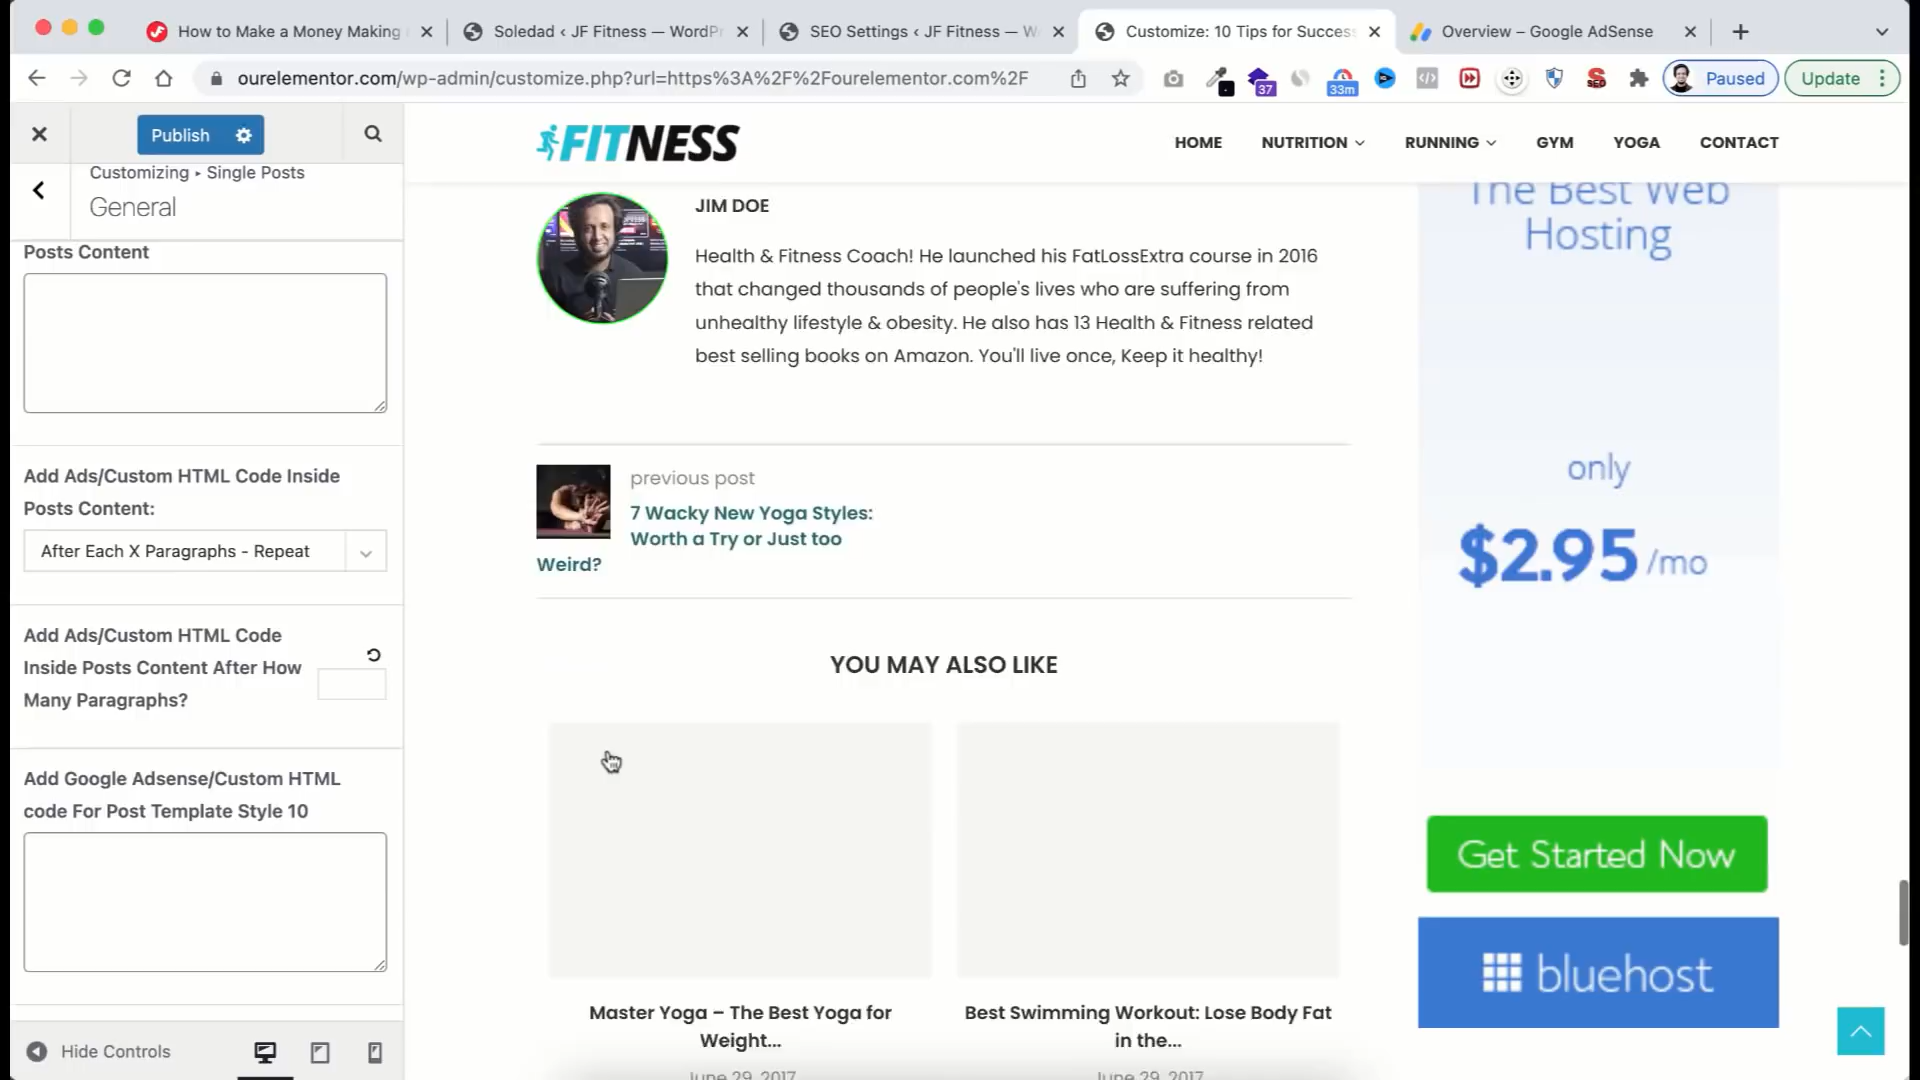 How to Make a Money Making
Soledad ‹ JF Fitness — WordPr
SEO Settings ‹ JF Fitness — W
Customize: 10 Tips for Success
Overview – Google AdSense
ourelementor.com/wp-admin/customize.php?url=https%3A%2F%2Fourelementor.com%2F
37
33m
SEO
Paused
Update
Publish
Customizing ▸ Single Posts
General
Posts Content
Add Ads/Custom HTML Code Inside
Posts Content:
After Each X Paragraphs - Repeat
Add Ads/Custom HTML Code
Inside Posts Content After How
Many Paragraphs?
Add Google Adsense/Custom HTML
code For Post Template Style 10
Hide Controls
FITNESS
HOME
NUTRITION
RUNNING
GYM
YOGA
CONTACT
JIM DOE
Health & Fitness Coach! He launched his FatLossExtra course in 2016
that changed thousands of people's lives who are suffering from
unhealthy lifestyle & obesity. He also has 13 Health & Fitness related
best selling books on Amazon. You'll live once, Keep it healthy!
previous post
7 Wacky New Yoga Styles:
Worth a Try or Just too
Weird?
YOU MAY ALSO LIKE
Master Yoga – The Best Yoga for
Weight...
June 29, 2017
Best Swimming Workout: Lose Body Fat
in the...
June 29, 2017
The Best Web
Hosting
only
$2.95/mo
Get Started Now
bluehost